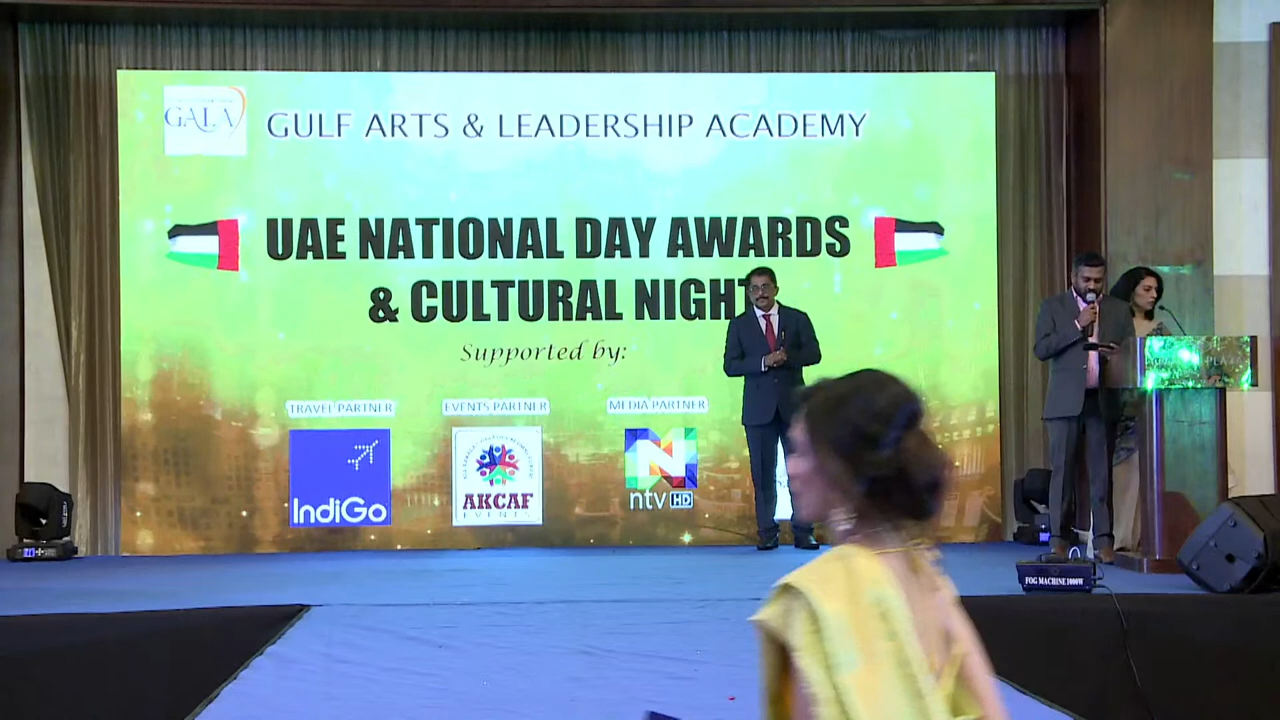 GALA
GULF ARTS & LEADERSHIP ACADEMY
UAE NATIONAL DAY AWARDS
& CULTURAL NIGHT
Supported by:
TRAVEL PARTNER
EVENTS PARTNER
MEDIA PARTNER
IndiGo
AKCAF
EVENTS
ntv HD
FOG MACHINE 1000W